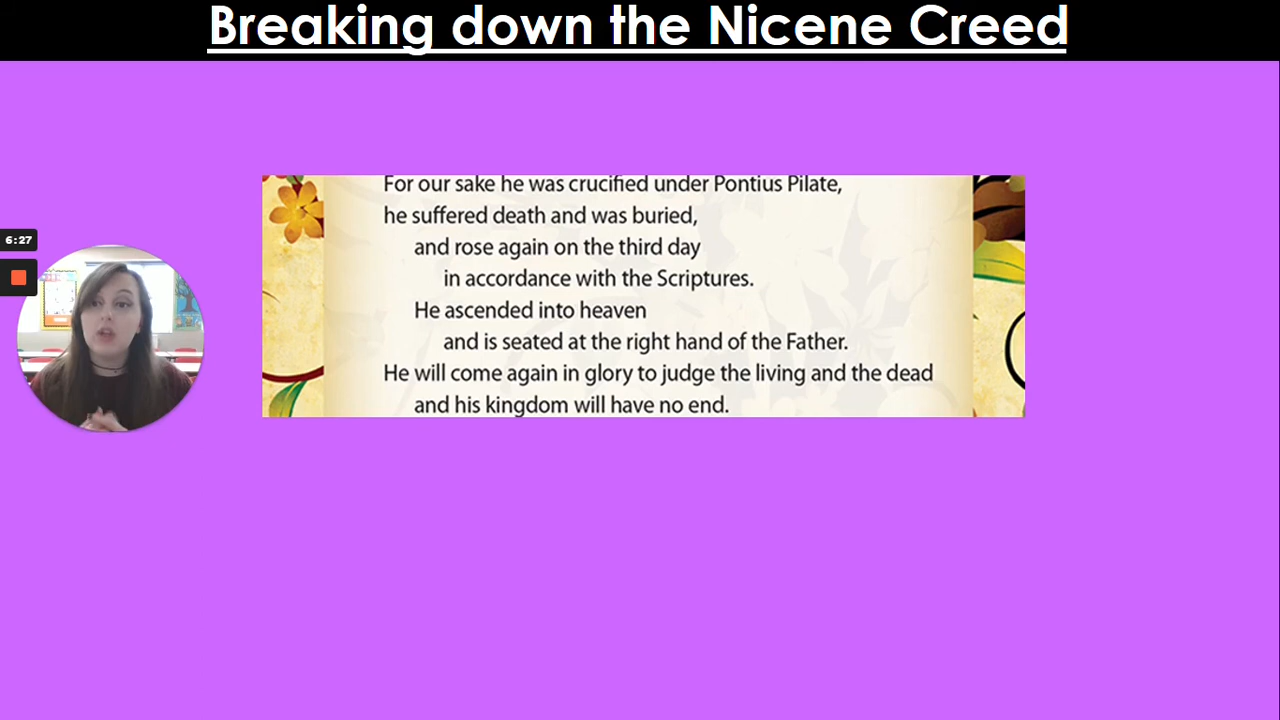 Breaking down the Nicene Creed
For our sake he was crucified under Pontius Pilate,
he suffered death and was buried,
and rose again on the third day
in accordance with the Scriptures.
He ascended into heaven
and is seated at the right hand of the Father.
He will come again in glory to judge the living and the dead
and his kingdom will have no end.
6:27